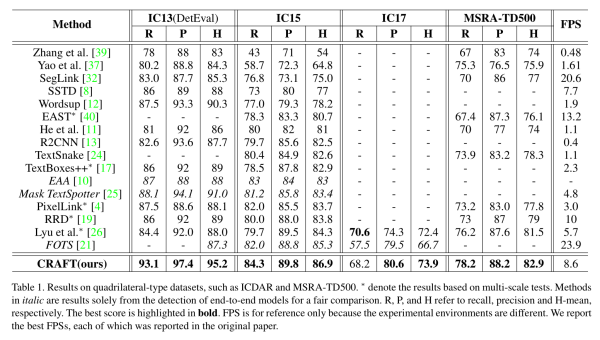 Method IC13(DetEval) IC15 IC17 MSRA-TD500 FPS
R P H R P H R P H R P H
Zhang et al. [39] 78 88 83 43 71 54 - - - 67 83 74 0.48
Yao et al. [37] 80.2 88.8 84.3 58.7 72.3 64.8 - - - 75.3 76.5 75.9 1.61
SegLink [32] 83.0 87.7 85.3 76.8 73.1 75.0 - - - 70 86 77 20.6
SSTD [8] 86 89 88 73 80 77 - - - - - - 7.7
Wordsup [12] 87.5 93.3 90.3 77.0 79.3 78.2 - - - - - - 1.9
EAST* [40] - - - 78.3 83.3 80.7 - - - 67.4 87.3 76.1 13.2
He et al. [11] 81 92 86 80 82 81 - - - 70 77 74 1.1
R2CNN [13] 82.6 93.6 87.7 79.7 85.6 82.5 - - - - - - 0.4
TextSnake [24] - - - 80.4 84.9 82.6 - - - 73.9 83.2 78.3 1.1
TextBoxes++* [17] 86 92 89 78.5 87.8 82.9 - - - - - - 2.3
EAA [10] 87 88 88 83 84 83 - - - - - - -
Mask TextSpotter [25] 88.1 94.1 91.0 81.2 85.8 83.4 - - - - - - 4.8
PixelLink* [4] 87.5 88.6 88.1 82.0 85.5 83.7 - - - 73.2 83.0 77.8 3.0
RRD* [19] 86 92 89 80.0 88.0 83.8 - - - 73 87 79 10
Lyu et al.* [26] 84.4 92.0 88.0 79.7 89.5 84.3 70.6 74.3 72.4 76.2 87.6 81.5 5.7
FOTS [21] - - 87.3 82.0 88.8 85.3 57.5 79.5 66.7 - - - 23.9
CRAFT(ours) 93.1 97.4 95.2 84.3 89.8 86.9 68.2 80.6 73.9 78.2 88.2 82.9 8.6
Table 1. Results on quadrilateral-type datasets, such as ICDAR and MSRA-TD500. * denote the results based on multi-scale tests. Methods
in italic are results solely from the detection of end-to-end models for a fair comparison. R, P, and H refer to recall, precision and H-mean,
respectively. The best score is highlighted in bold. FPS is for reference only because the experimental environments are different. We report
the best FPSs, each of which was reported in the original paper.